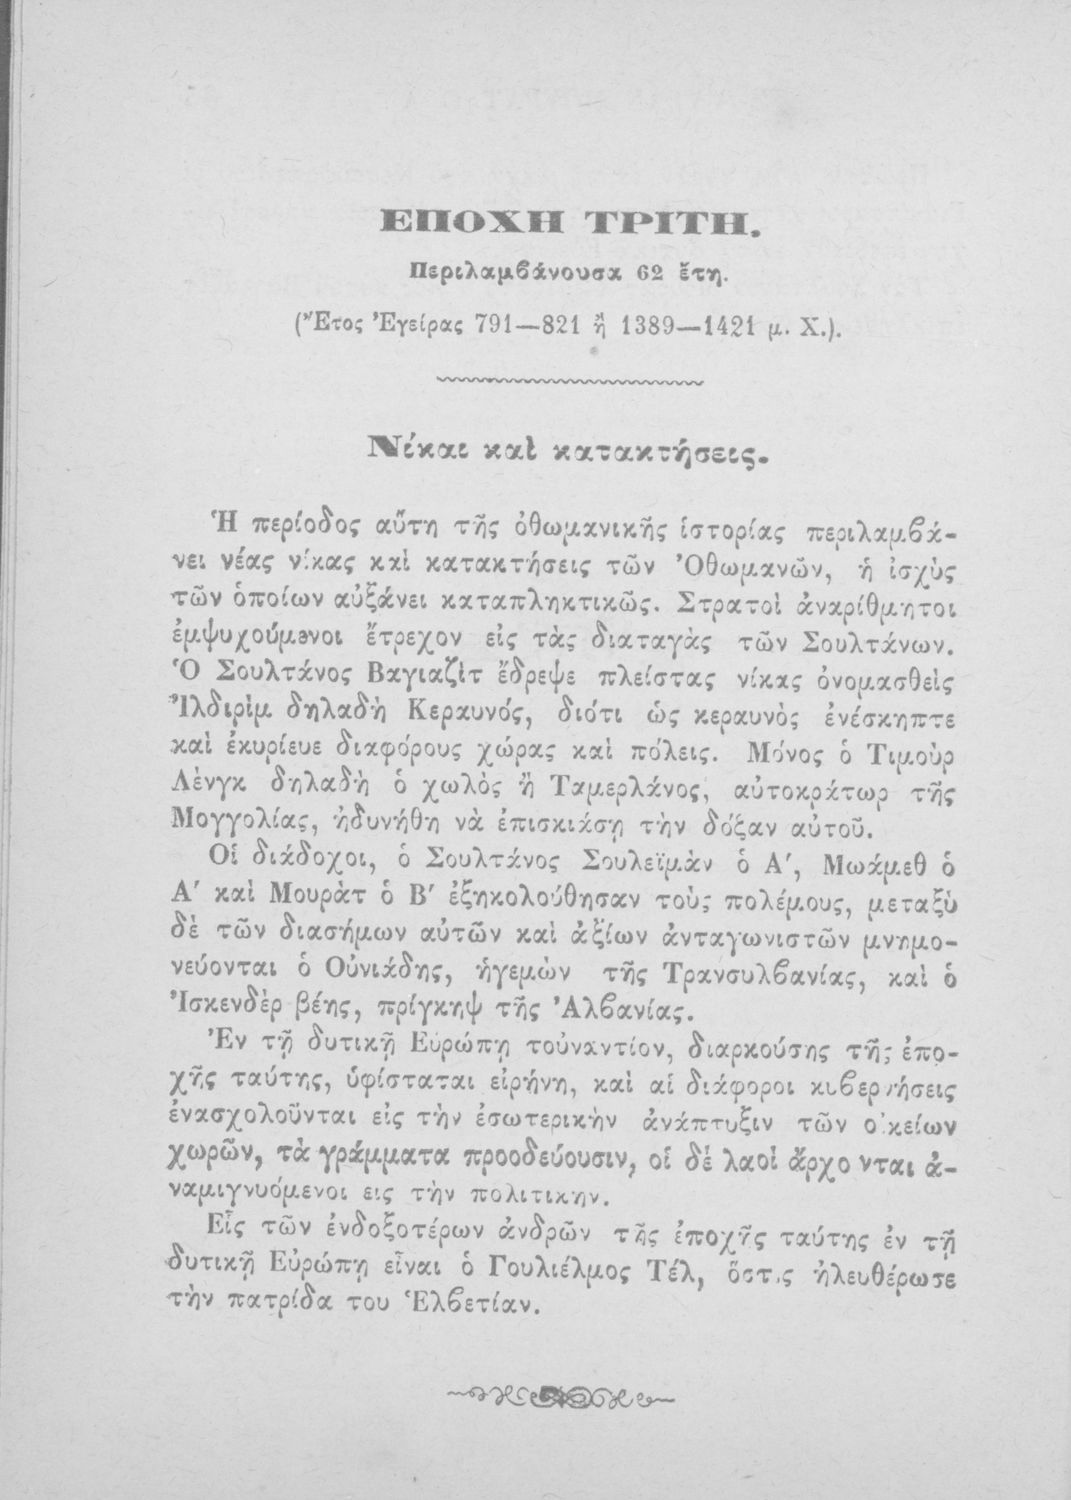 ΕΠΟΧΗ ΤΡΙΤΗ.
Περιλαμβάνουσα 62 ἔτη.
(Ἔτος Ἐγείρας 791—821 ἢ 1389—1421 μ. Χ.).
Νίκαι καὶ κατακτήσεις.
Ἡ περίοδος αὕτη τῆς ὀθωμανικῆς ἱστορίας περιλαμβά-
νει νέας νίκας καὶ κατακτήσεις τῶν Ὀθωμανῶν, ἡ ἰσχὺς
τῶν ὁποίων αὐξάνει καταπληκτικῶς. Στρατοὶ ἀναρίθμητοι
ἐμψυχούμενοι ἔτρεχον εἰς τὰς διαταγὰς τῶν Σουλτάνων.
Ὁ Σουλτάνος Βαγιαζὶτ ἔδρεψε πλείστας νίκας ὀνομασθεὶς
Ἰλδιρὶμ δηλαδὴ Κεραυνός, διότι ὡς κεραυνὸς ἐνέσκηπτε
καὶ ἐκυρίευε διαφόρους χώρας καὶ πόλεις. Μόνος ὁ Τιμοὺρ
Λὲνγκ δηλαδὴ ὁ χωλὸς ἢ Ταμερλάνος, αὐτοκράτωρ τῆς
Μογγολίας, ἠδυνήθη νὰ ἐπισκιάσῃ τὴν δόξαν αὐτοῦ.
Οἱ διάδοχοι, ὁ Σουλτάνος Σουλεϊμὰν ὁ Α′, Μωάμεθ ὁ
Α′ καὶ Μουρὰτ ὁ Β′ ἐξηκολούθησαν τοὺς πολέμους, μεταξὺ
δὲ τῶν διασήμων αὐτῶν καὶ ἀξίων ἀνταγωνιστῶν μνημο-
νεύονται ὁ Οὐνιάδης, ἡγεμὼν τῆς Τρανσυλβανίας, καὶ ὁ
Ἰσκενδὲρ βέης, πρίγκηψ τῆς Ἀλβανίας.
Ἐν τῇ δυτικῇ Εὐρώπῃ τοὐναντίον, διαρκούσης τῆς ἐπο-
χῆς ταύτης, ὑφίσταται εἰρήνη, καὶ αἱ διάφοροι κυβερνήσεις
ἐνασχολοῦνται εἰς τὴν ἐσωτερικὴν ἀνάπτυξιν τῶν οἰκείων
χωρῶν, τὰ γράμματα προοδεύουσιν, οἱ δὲ λαοὶ ἄρχονται ἀ-
ναμιγνυόμενοι εις τὴν πολιτικην.
Εἷς τῶν ἐνδοξοτέρων ἀνδρῶν τῆς ἐποχῆς ταύτης ἐν τῇ
δυτικῇ Εὐρώπῃ εἶναι ὁ Γουλιέλμος Τέλ, ὅστις ἠλευθέρωσε
τὴν πατρίδα του Ἑλβετίαν.